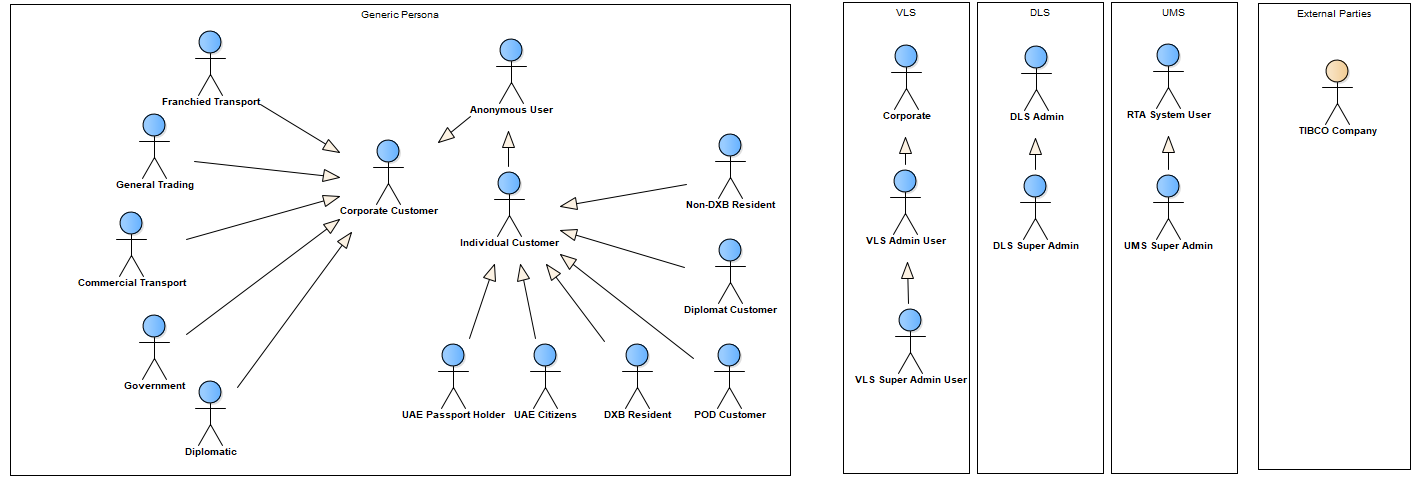 Generic Persona
Franchied Transport
Anonymous User
General Trading
Corporate Customer
Non-DXB Resident
Individual Customer
Commercial Transport
Diplomat Customer
Government
UAE Passport Holder
UAE Citizens
DXB Resident
POD Customer
Diplomatic
VLS
Corporate
VLS Admin User
VLS Super Admin User
DLS
DLS Admin
DLS Super Admin
UMS
RTA System User
UMS Super Admin
External Parties
TIBCO Company